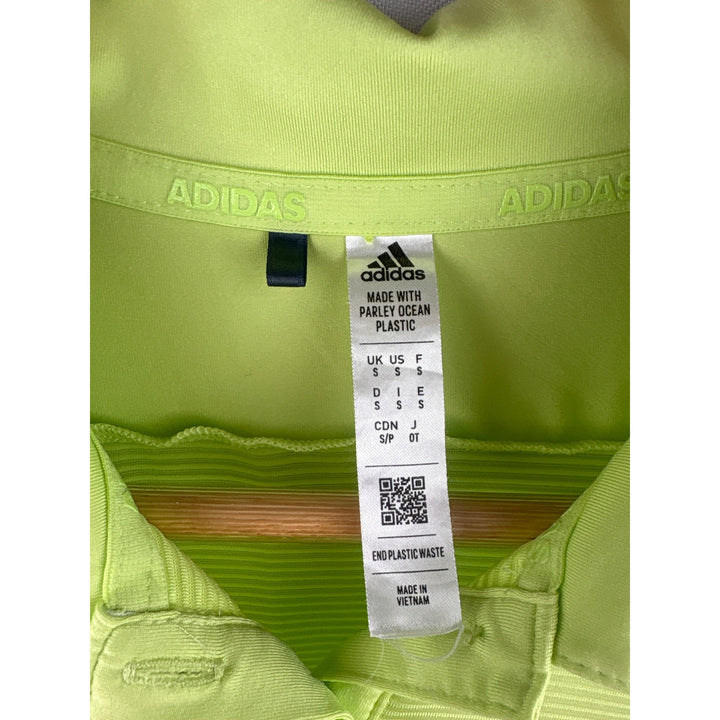 ADIDAS ADIDAS
adidas
MADE WITH
PARLEY OCEAN
PLASTIC
UK US F
S S S
D I E
S S S
CDN J
S/P OT
END PLASTIC WASTE
MADE IN
VIETNAM